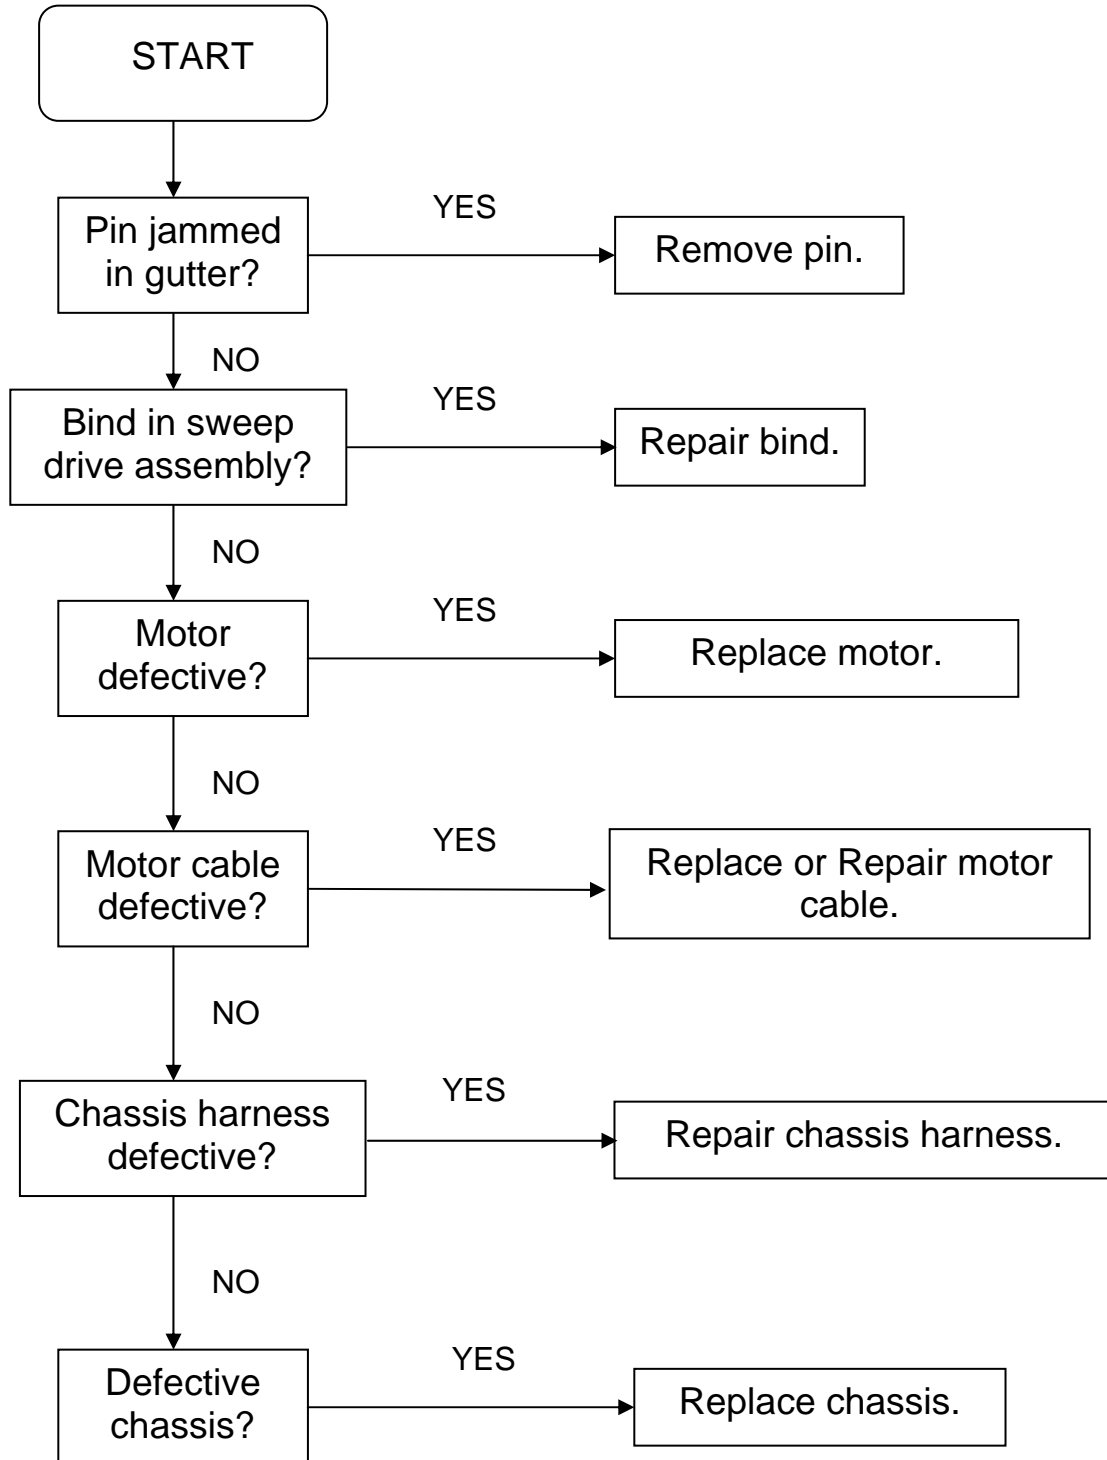 START
Pin jammed
in gutter?
YES
Remove pin.
NO
Bind in sweep
drive assembly?
YES
Repair bind.
NO
Motor
defective?
YES
Replace motor.
NO
Motor cable
defective?
YES
Replace or Repair motor
cable.
NO
Chassis harness
defective?
YES
Repair chassis harness.
NO
Defective
chassis?
YES
Replace chassis.